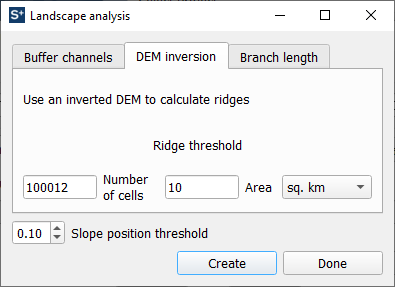 S+ Landscape analysis
Buffer channels DEM inversion Branch length
Use an inverted DEM to calculate ridges
Ridge threshold
100012 Number of cells 10 Area sq. km
0.10 Slope position threshold
Create Done